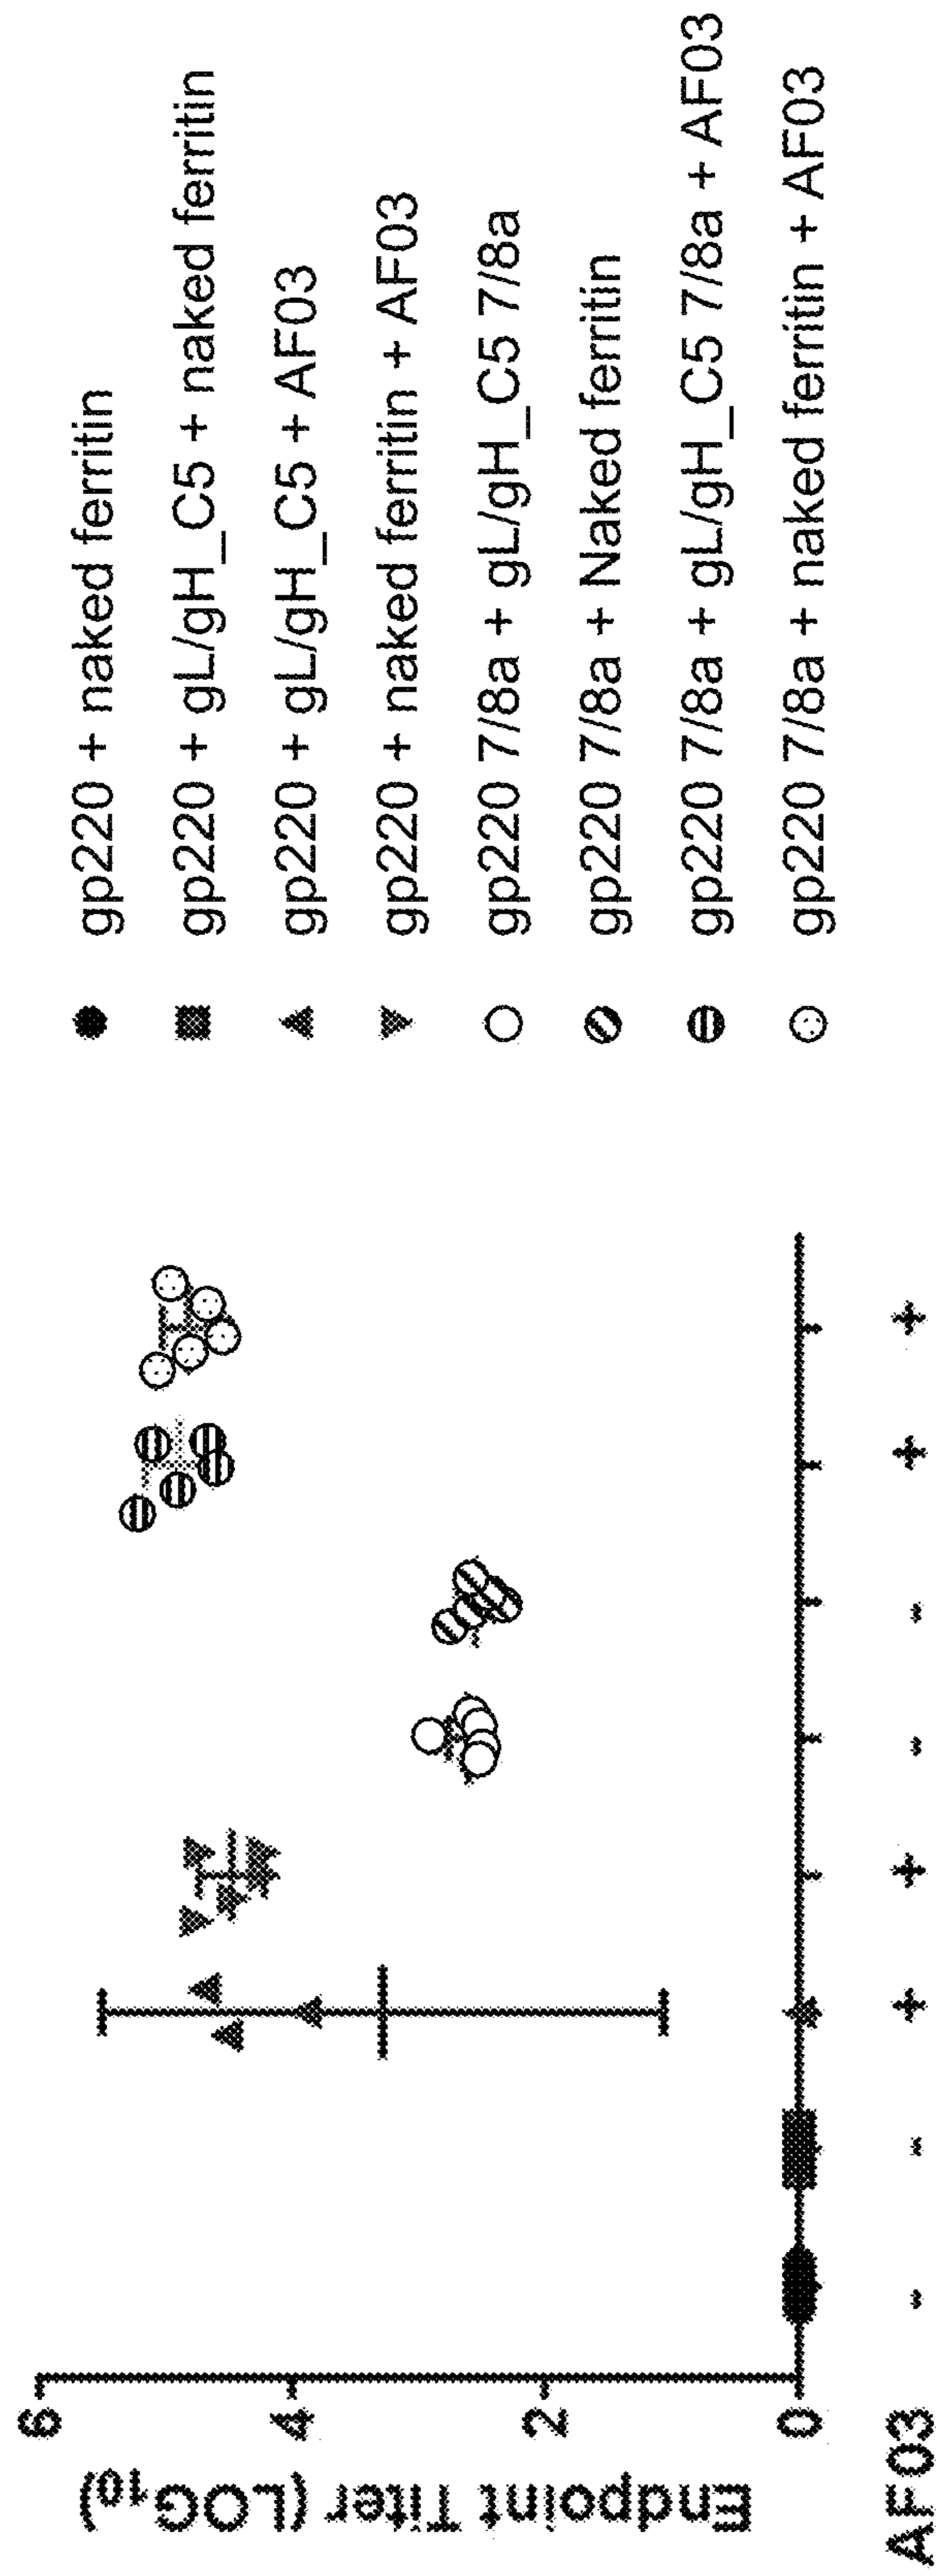 Endpoint Titer (LOG10)
6
4
2
0
AF03 - - + + - - + +
gp220 + naked ferritin
gp220 + gL/gH_C5 + naked ferritin
gp220 + gL/gH_C5 + AF03
gp220 + naked ferritin + AF03
gp220 7/8a + gL/gH_C5 7/8a
gp220 7/8a + Naked ferritin
gp220 7/8a + gL/gH_C5 7/8a + AF03
gp220 7/8a + naked ferritin + AF03